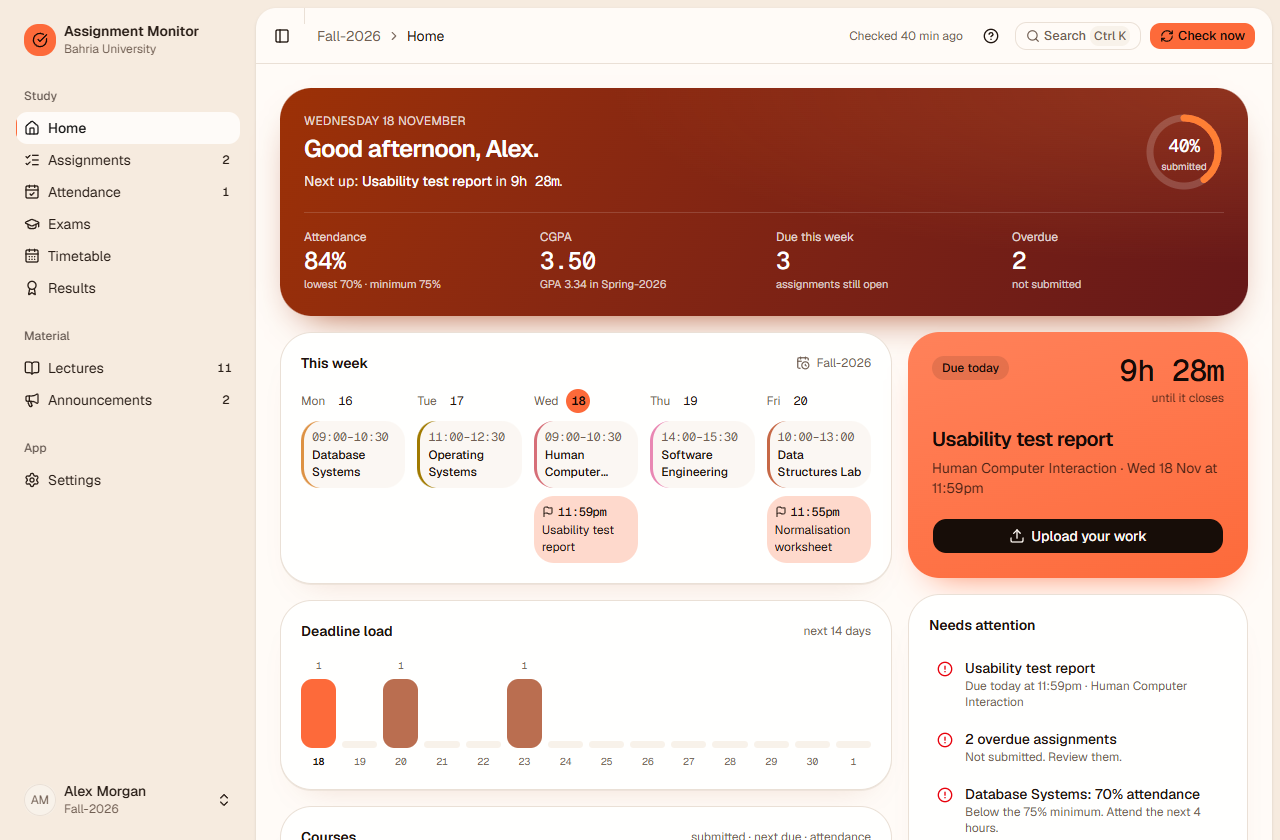 Assignment Monitor
Bahria University
Study
Home
Assignments 2
Attendance 1
Exams
Timetable
Results
Material
Lectures 11
Announcements 2
App
Settings
AM
Alex Morgan
Fall-2026
Fall-2026 > Home
Checked 40 min ago
Search Ctrl K
Check now
WEDNESDAY 18 NOVEMBER
Good afternoon, Alex.
Next up: Usability test report in 9h 28m.
40%
submitted
Attendance
84%
lowest 70% · minimum 75%
CGPA
3.50
GPA 3.34 in Spring-2026
Due this week
3
assignments still open
Overdue
2
not submitted
This week
Fall-2026
Mon 16
09:00–10:30
Database
Systems
Tue 17
11:00–12:30
Operating
Systems
Wed 18
09:00–10:30
Human
Computer...
11:59pm
Usability test
report
Thu 19
14:00–15:30
Software
Engineering
Fri 20
10:00–13:00
Data
Structures Lab
11:55pm
Normalisation
worksheet
Due today
9h 28m
until it closes
Usability test report
Human Computer Interaction · Wed 18 Nov at
11:59pm
Upload your work
Deadline load
next 14 days
1 1 1
18 19 20 21 22 23 24 25 26 27 28 29 30 1
Needs attention
Usability test report
Due today at 11:59pm · Human Computer
Interaction
2 overdue assignments
Not submitted. Review them.
Database Systems: 70% attendance
Below the 75% minimum. Attend the next 4
hours.
Courses
submitted · next due · attendance